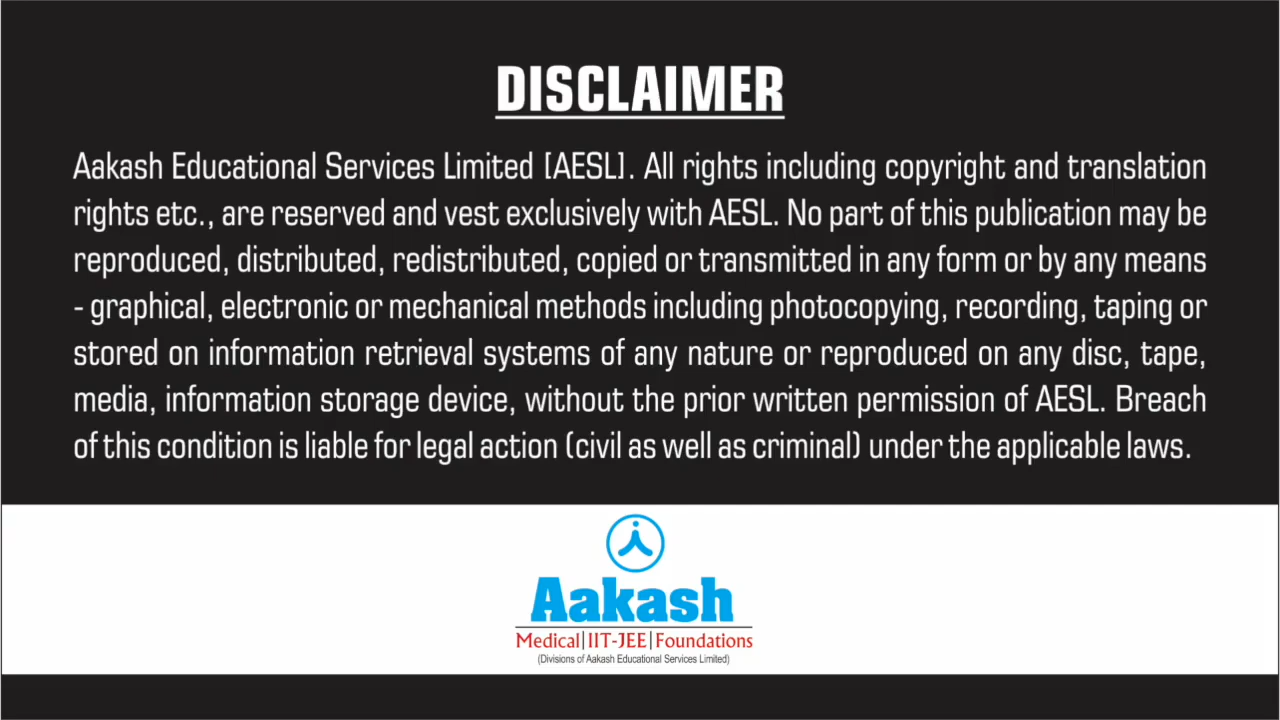 DISCLAIMER
Aakash Educational Services Limited [AESL]. All rights including copyright and translation
rights etc., are reserved and vest exclusively with AESL. No part of this publication may be
reproduced, distributed, redistributed, copied or transmitted in any form or by any means
- graphical, electronic or mechanical methods including photocopying, recording, taping or
stored on information retrieval systems of any nature or reproduced on any disc, tape,
media, information storage device, without the prior written permission of AESL. Breach
of this condition is liable for legal action (civil as well as criminal) under the applicable laws.
Aakash
Medical|IIT-JEE|Foundations
(Divisions of Aakash Educational Services Limited)